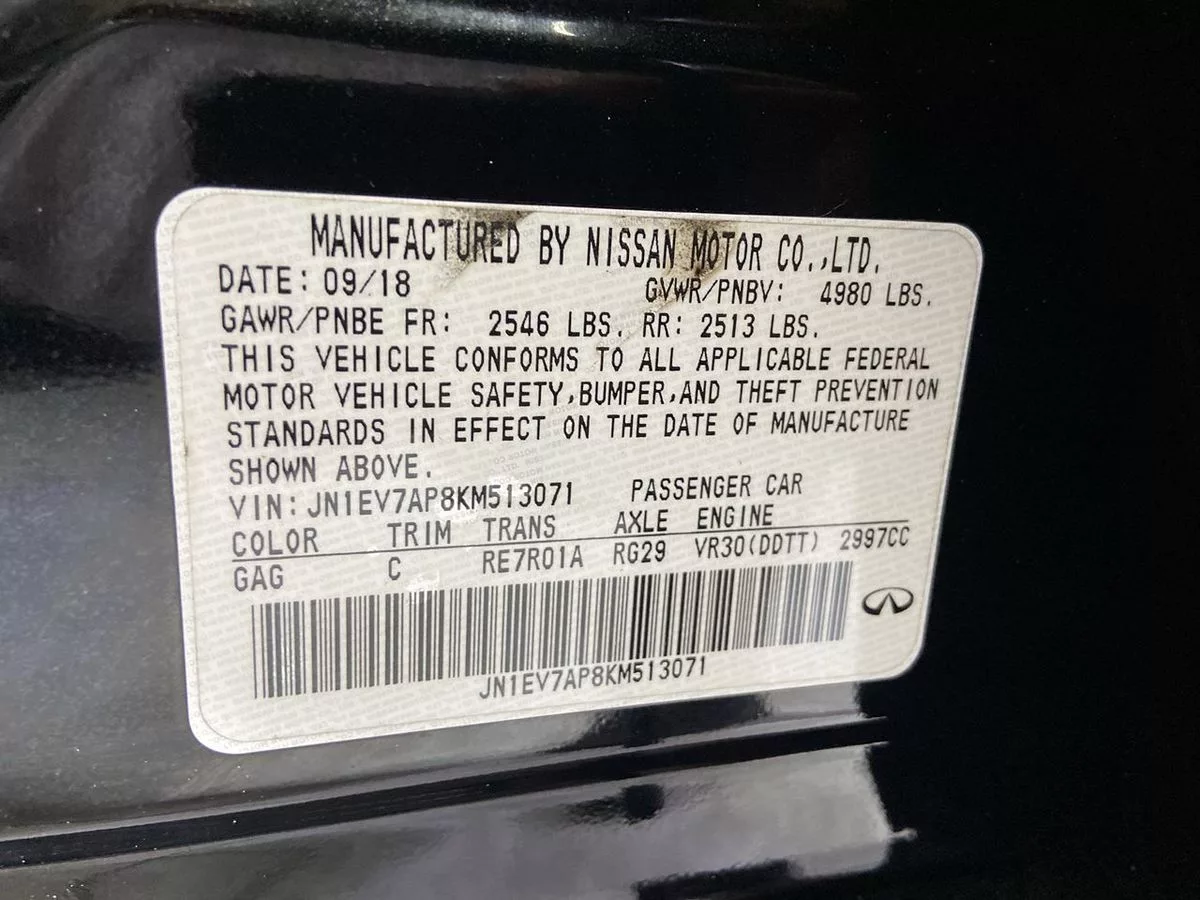 MANUFACTURED BY NISSAN MOTOR CO.,LTD.
DATE: 09/18 GVWR/PNBV: 4980 LBS.
GAWR/PNBE FR: 2546 LBS. RR: 2513 LBS.
THIS VEHICLE CONFORMS TO ALL APPLICABLE FEDERAL
MOTOR VEHICLE SAFETY,BUMPER,AND THEFT PREVENTION
STANDARDS IN EFFECT ON THE DATE OF MANUFACTURE
SHOWN ABOVE.
VIN: JN1EV7AP8KM513071 PASSENGER CAR
COLOR TRIM TRANS AXLE ENGINE
GAG C RE7R01A RG29 VR30(DDTT) 2997CC
JN1EV7AP8KM513071